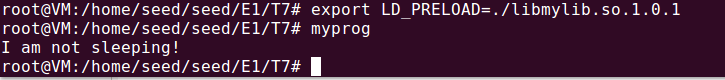 root@VM:/home/seed/seed/E1/T7# export LD_PRELOAD=./libmylib.so.1.0.1
root@VM:/home/seed/seed/E1/T7# myprog
I am not sleeping!
root@VM:/home/seed/seed/E1/T7#